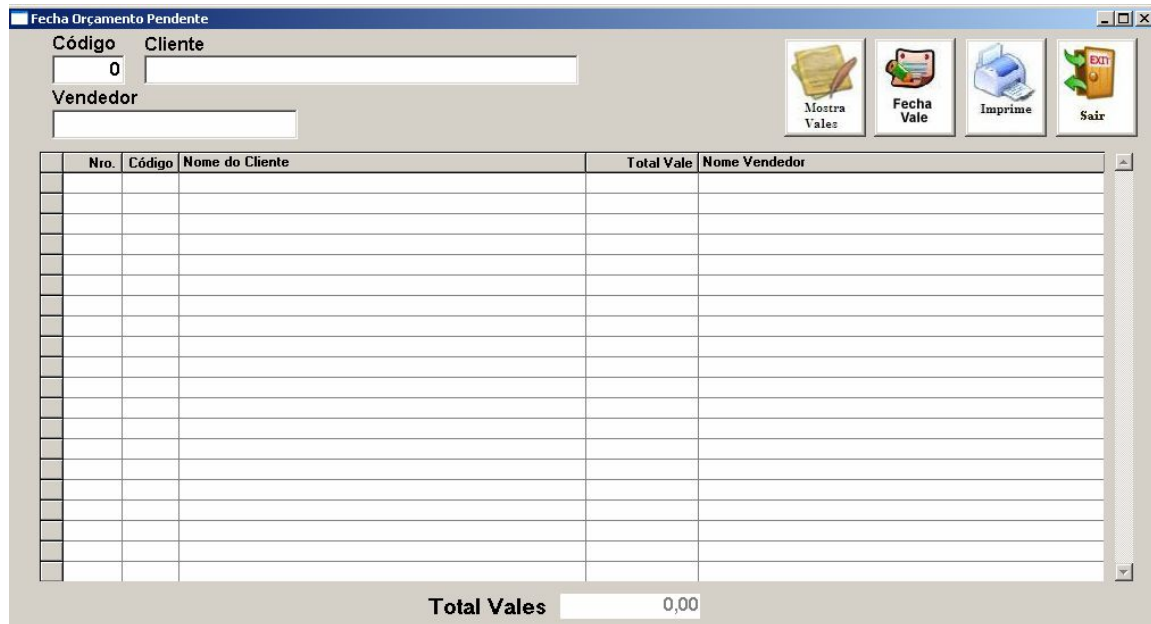 Fecha Orçamento Pendente
Código Cliente
0
Vendedor
Mostra
Vales
Fecha
Vale
Imprime
EXIT
Sair
Nro. Código Nome do Cliente Total Vale Nome Vendedor
Total Vales 0,00